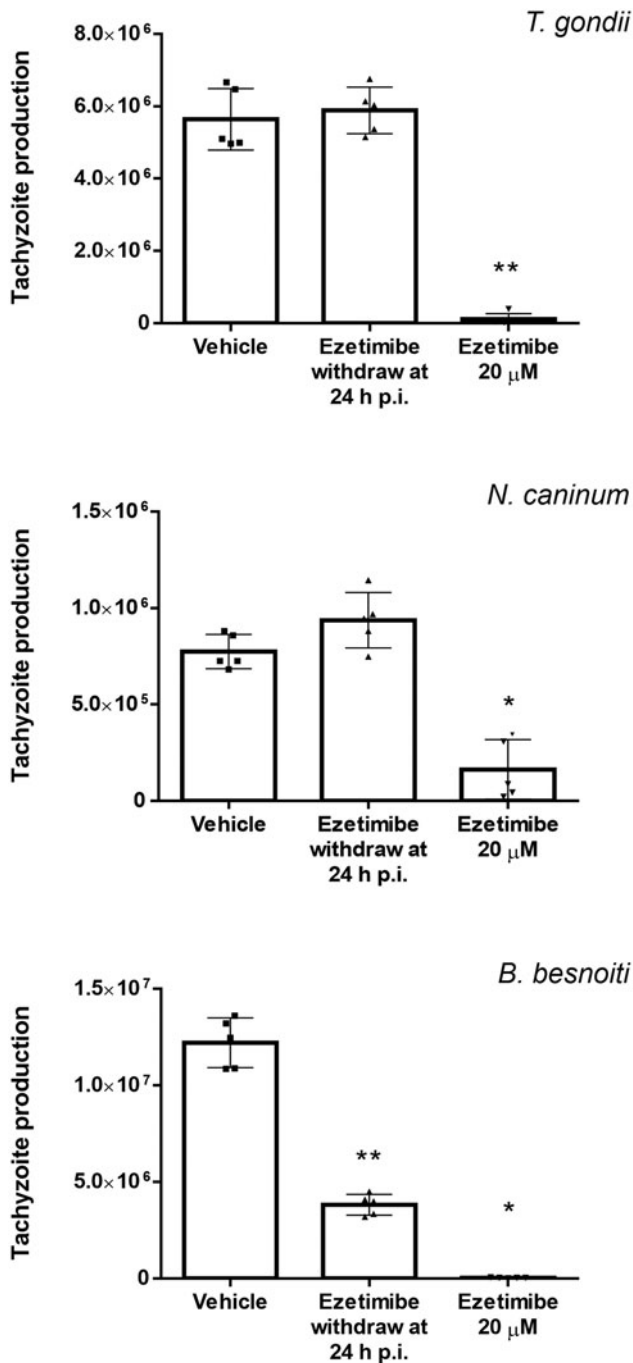 T. gondii
Tachyzoite production
8.0×10⁶
6.0×10⁶
4.0×10⁶
2.0×10⁶
0
**
Vehicle
Ezetimibe withdraw at 24 h p.i.
Ezetimibe 20 μM
N. caninum
Tachyzoite production
1.5×10⁶
1.0×10⁶
5.0×10⁵
0
*
Vehicle
Ezetimibe withdraw at 24 h p.i.
Ezetimibe 20 μM
B. besnoiti
Tachyzoite production
1.5×10⁷
1.0×10⁷
5.0×10⁶
0
**
*
Vehicle
Ezetimibe withdraw at 24 h p.i.
Ezetimibe 20 μM